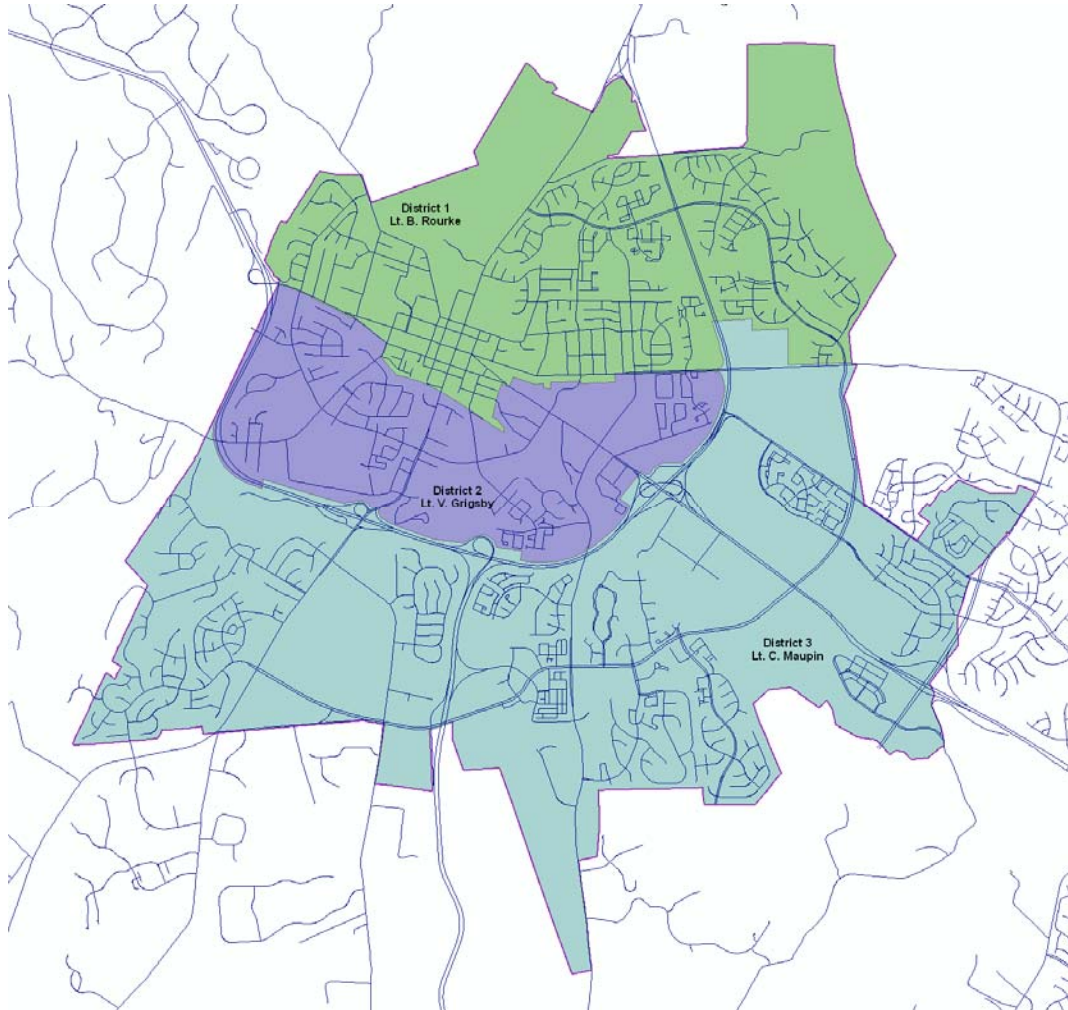 District 1
Lt. B. Rourke
District 2
Lt. V. Grigsby
District 3
Lt. C. Maupin